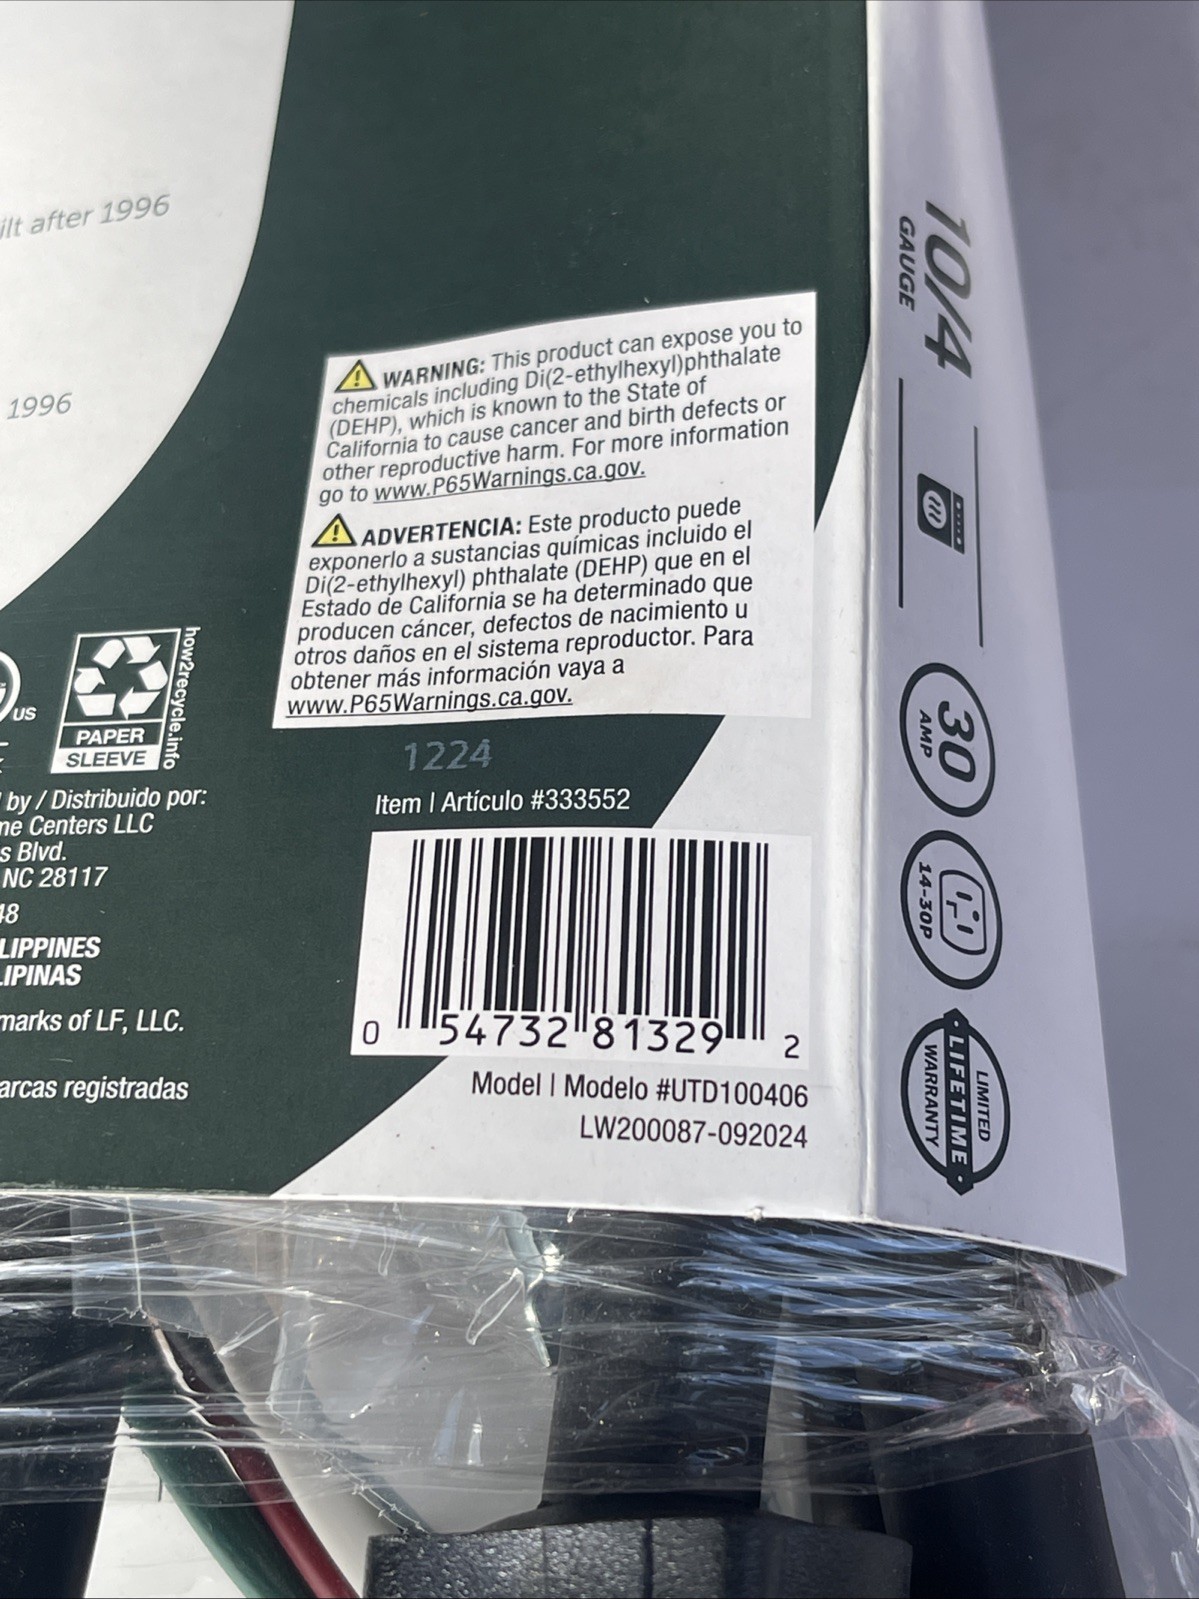 after 1996
1996
WARNING: This product can expose you to
chemicals including Di(2-ethylhexyl)phthalate
(DEHP), which is known to the State of
California to cause cancer and birth defects or
other reproductive harm. For more information
go to www.P65Warnings.ca.gov.
ADVERTENCIA: Este producto puede
exponerlo a sustancias químicas incluido el
Di(2-ethylhexyl) phthalate (DEHP) que en el
Estado de California se ha determinado que
producen cáncer, defectos de nacimiento u
otros daños en el sistema reproductor. Para
obtener más información vaya a
www.P65Warnings.ca.gov.
US
how2recycle.info
PAPER
SLEEVE
by / Distribuido por:
Centers LLC
Blvd.
NC 28117
marks of LF, LLC.
registradas
1224
Item | Artículo #333552
0 54732 81329 2
Model | Modelo #UTD100406
LW200087-092024
10/4
GAUGE
30
AMP
14-30P
LIMITED
LIFETIME
WARRANTY